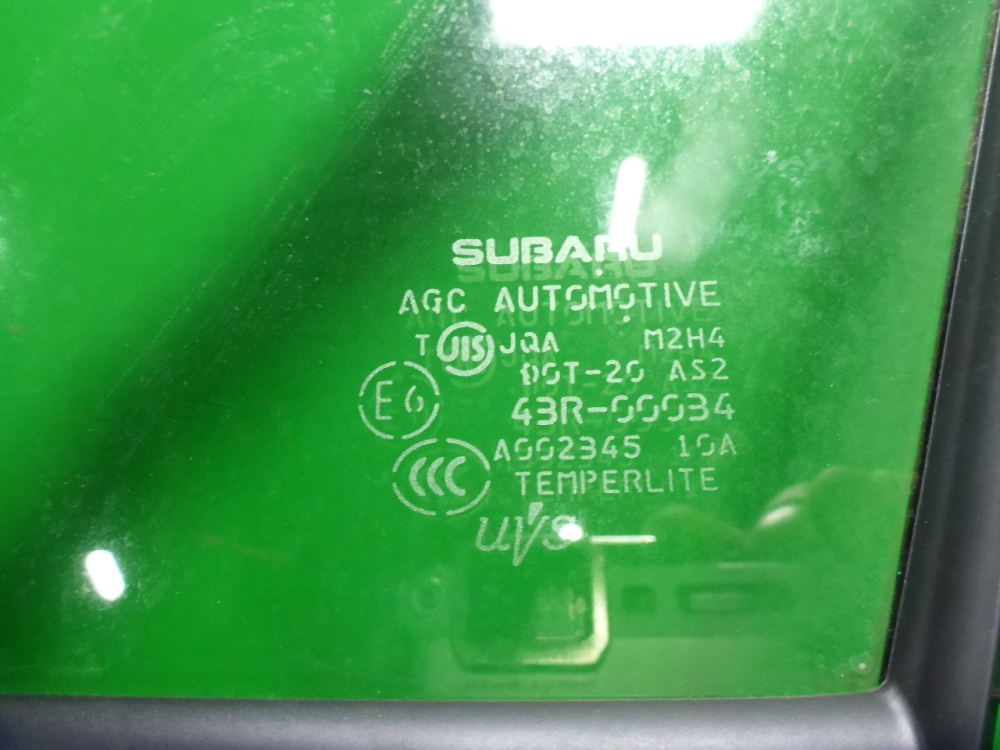 SUBARU
AGC AUTOMOTIVE
T JIS JQA M2H4
DOT-20 AS2
E6 43R-00034
A002345 10A
CCC TEMPERLITE
UVS